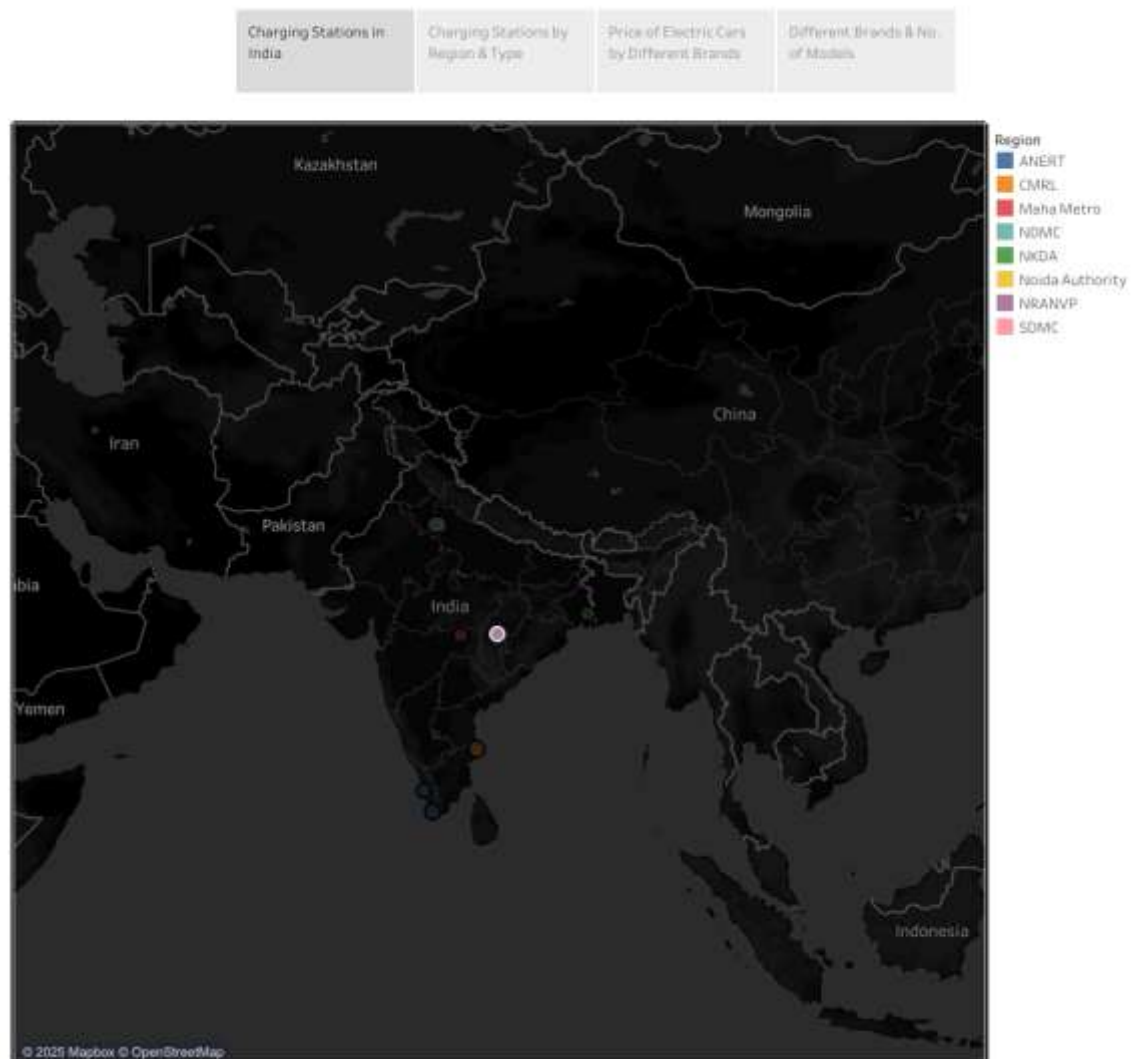 Charging Stations in
India
Charging Stations by
Region & Type
Price of Electric Cars
by Different Brands
Different Brands & No.
of Models
Region
ANERT
CMRL
Maha Metro
NDMC
NKDA
Noida Authority
NRANVP
SDMC
Kazakhstan
Mongolia
China
Iran
Pakistan
bia
India
Yemen
Indonesia
© 2025 Mapbox © OpenStreetMap